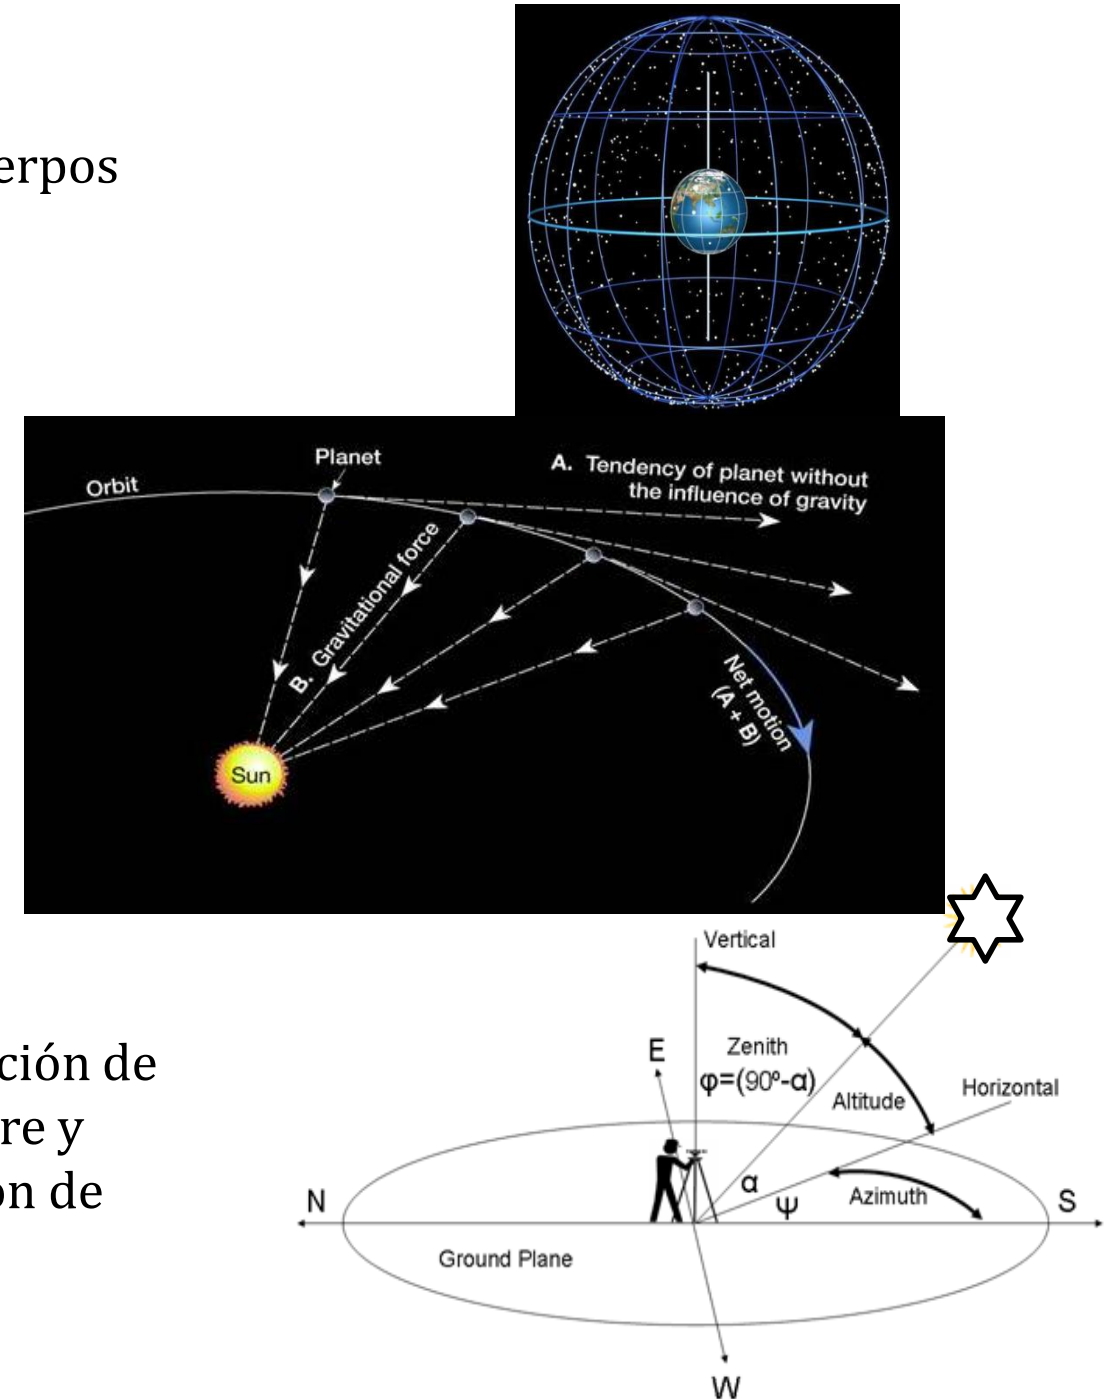 erpos
Planet
Orbit
A. Tendency of planet without
the influence of gravity
B. Gravitational force
Net motion
(A + B)
Sun
Vertical
Zenith
φ=(90º-α)
E
Altitude
Horizontal
ción de
re y
on de
N
α
Ψ
Azimuth
S
Ground Plane
W